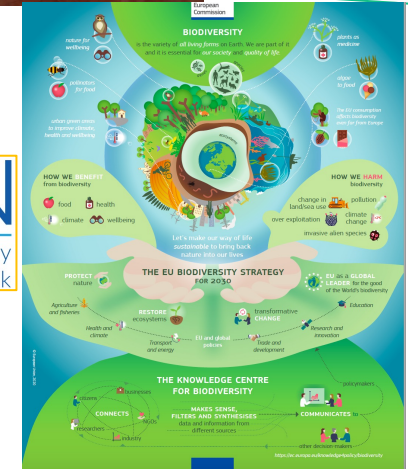 European
Commission
BIODIVERSITY
is the variety of all living forms on Earth. We are part of it
and it is essential for our society and quality of life.
nature for
wellbeing
pollinators
for food
urban green areas
to improve climate,
health and wellbeing
plants as
medicine
algae
to food
The EU consumption
affects biodiversity
also far from Europe
BIODIVERSITY
HOW WE BENEFIT
from biodiversity
food
health
climate
wellbeing
HOW WE HARM
biodiversity
change in
land/sea use
pollution
over exploitation
climate
change
invasive alien species
N
y
k
Let's make our way of life
sustainable to bring back
nature into our lives
THE EU BIODIVERSITY STRATEGY
FOR 2030
PROTECT
nature
Agriculture
and fisheries
RESTORE
ecosystems
Health and
climate
Transport
and energy
EU and global
policies
transformative
CHANGE
Trade and
development
Research and
innovation
Education
EU as a GLOBAL
LEADER for the good
of the World's biodiversity
THE KNOWLEDGE CENTRE
FOR BIODIVERSITY
businesses
citizens
CONNECTS
NGOs
researchers
industry
MAKES SENSE,
FILTERS AND SYNTHESISES
data and information from
different sources
COMMUNICATES to
policymakers
other decision makers
https://ec.europa.eu/knowledge4policy/biodiversity